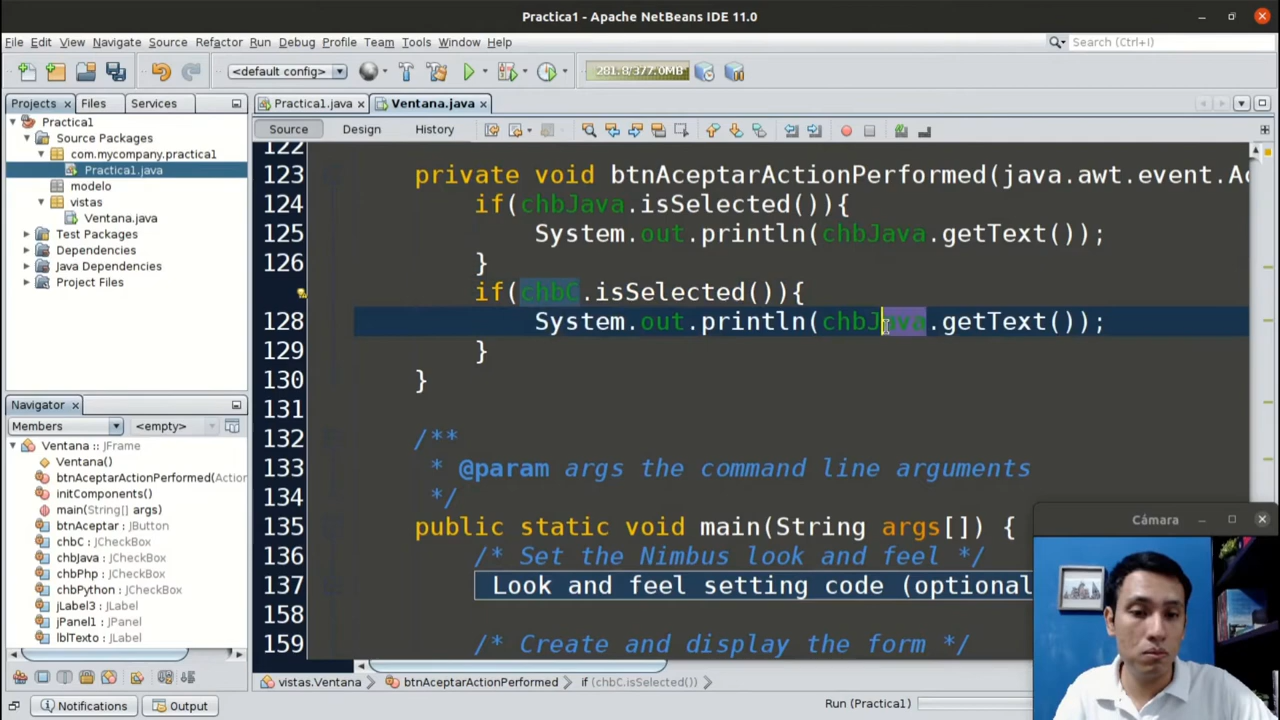 Practica1 - Apache NetBeans IDE 11.0
File Edit View Navigate Source Refactor Run Debug Profile Team Tools Window Help
Search (Ctrl+I)
<default config>
281.8/377.0MB
Projects Files Services
Practica1
Source Packages
com.mycompany.practica1
Practica1.java
modelo
vistas
Ventana.java
Test Packages
Dependencies
Java Dependencies
Project Files
Navigator
Members <empty>
Ventana :: JFrame
Ventana()
btnAceptarActionPerformed(Action
initComponents()
main(String[] args)
btnAceptar : JButton
chbC : JCheckBox
chbJava : JCheckBox
chbPhp : JCheckBox
chbPython : JCheckBox
jLabel3 : JLabel
jPanel1 : JPanel
lblTexto : JLabel
Practica1.java Ventana.java
Source Design History
122
123 private void btnAceptarActionPerformed(java.awt.event.Ac
124 if(chbJava.isSelected()){
125 System.out.println(chbJava.getText());
126 }
if(chbC.isSelected()){
128 System.out.println(chbJava.getText());
129 }
130 }
131
132 /**
133 * @param args the command line arguments
134 */
135 public static void main(String args[]) {
136 /* Set the Nimbus look and feel */
137 Look and feel setting code (optional
158
159 /* Create and display the form */
Cámara
vistas.Ventana btnAceptarActionPerformed if (chbC.isSelected())
Notifications Output Run (Practica1)